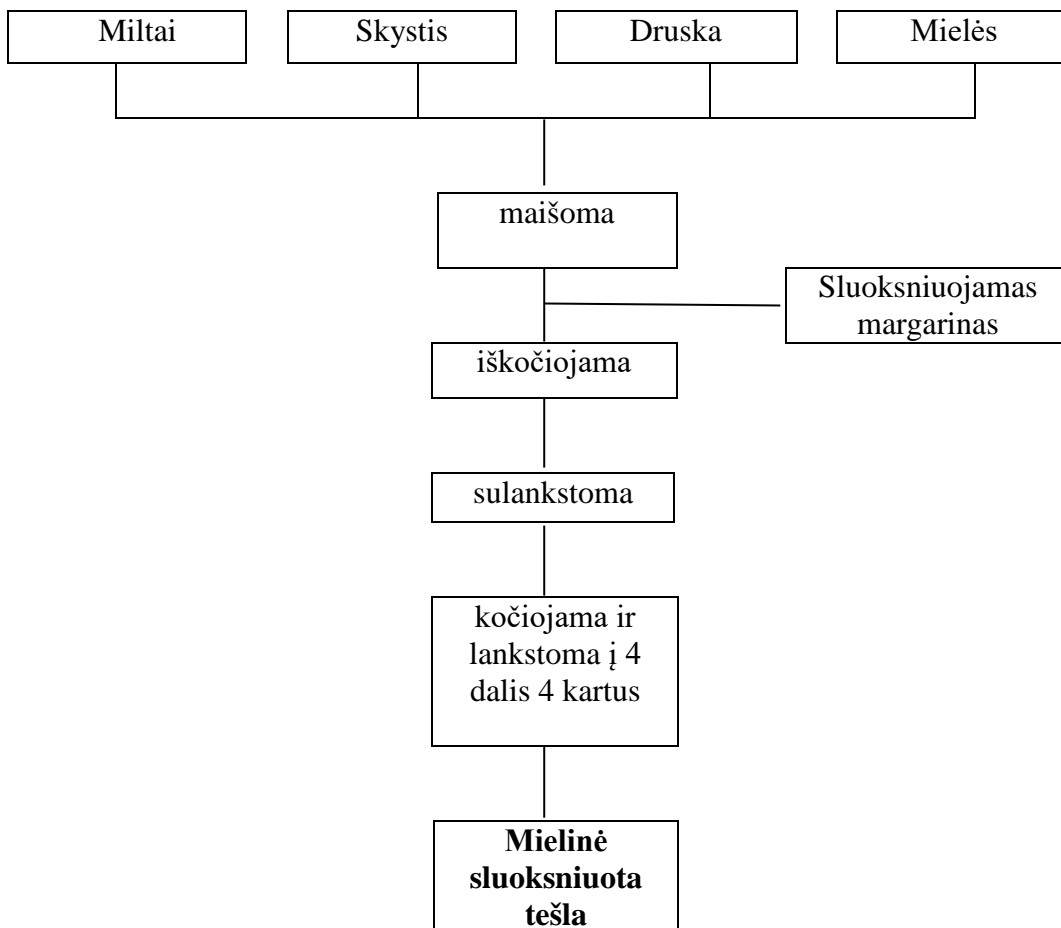 Miltai
Skystis
Druska
Mielės
maišoma
Sluoksniuojamas
margarinas
iškočiojama
sulankstoma
kočiojama ir
lankstoma į 4
dalis 4 kartus
Mielinė
sluoksniuota
tešla